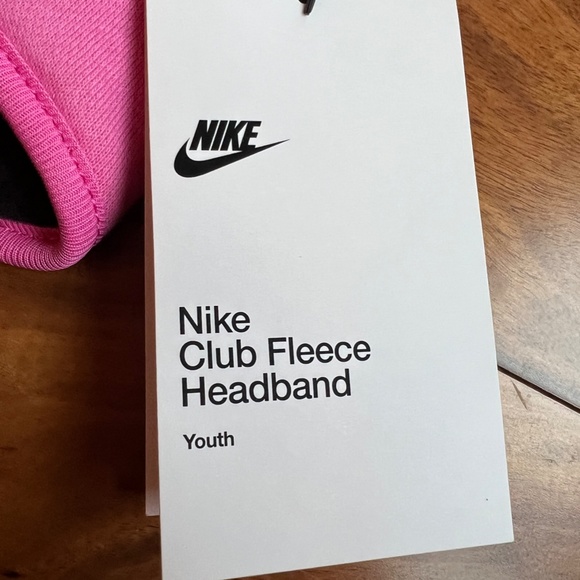 NIKE
Nike
Club Fleece
Headband
Youth